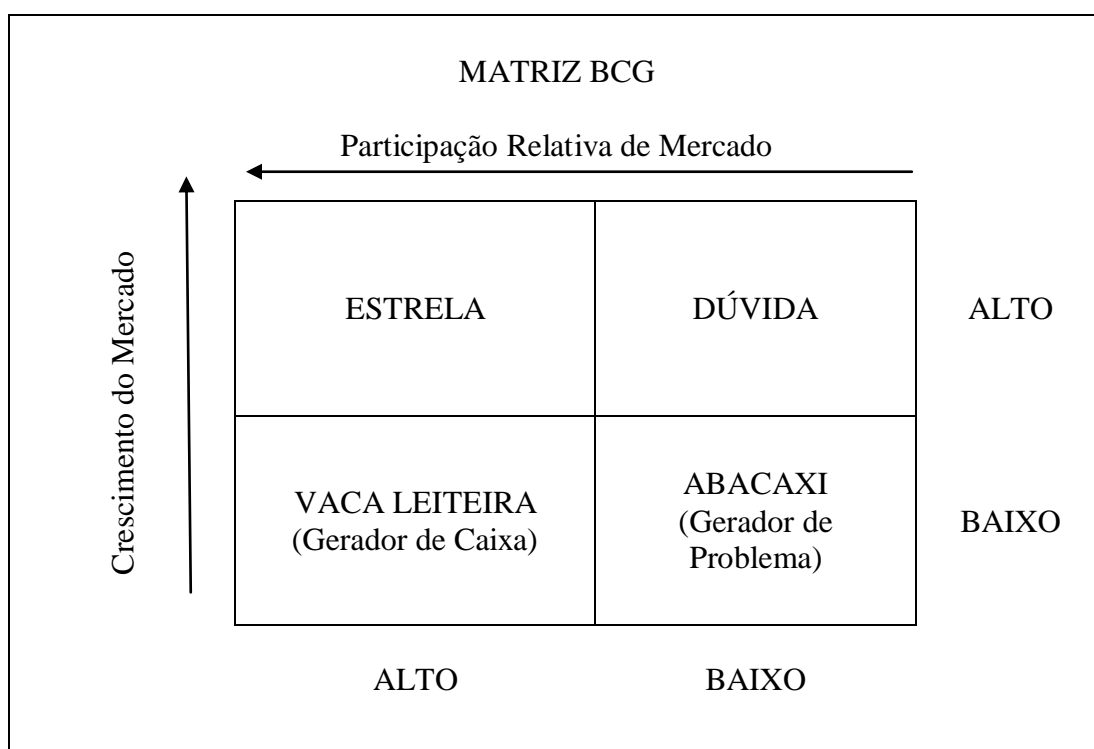 MATRIZ BCG
Participação Relativa de Mercado
Crescimento do Mercado
ESTRELA
DÚVIDA
ALTO
VACA LEITEIRA
(Gerador de Caixa)
ABACAXI
(Gerador de
Problema)
BAIXO
ALTO
BAIXO